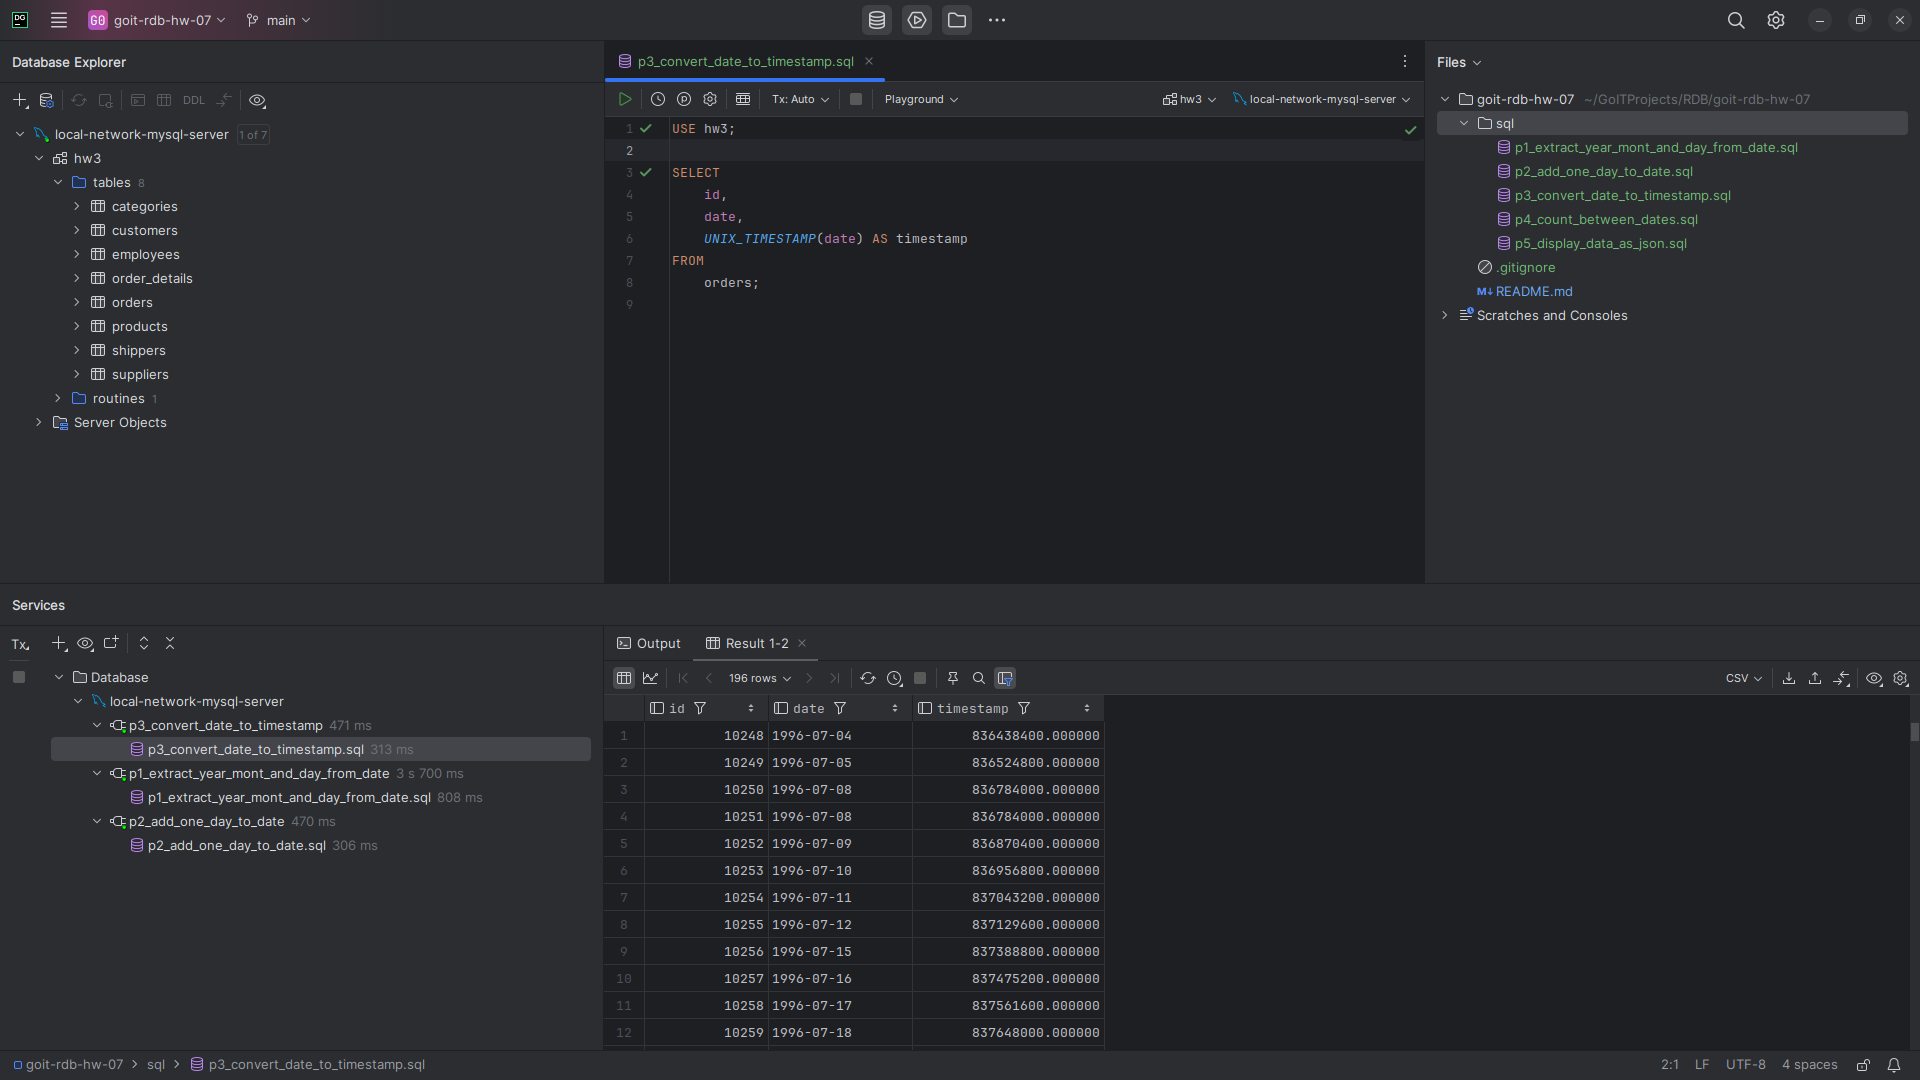 DG
G0 goit-rdb-hw-07 main
Database Explorer
DDL
local-network-mysql-server 1 of 7
hw3
tables 8
categories
customers
employees
order_details
orders
products
shippers
suppliers
routines 1
Server Objects
p3_convert_date_to_timestamp.sql
Tx: Auto Playground hw3 local-network-mysql-server
1 USE hw3;
2
3 SELECT
4 id,
5 date,
6 UNIX_TIMESTAMP(date) AS timestamp
7 FROM
8 orders;
9
Files
goit-rdb-hw-07 ~/GoITProjects/RDB/goit-rdb-hw-07
sql
p1_extract_year_mont_and_day_from_date.sql
p2_add_one_day_to_date.sql
p3_convert_date_to_timestamp.sql
p4_count_between_dates.sql
p5_display_data_as_json.sql
.gitignore
M↓ README.md
Scratches and Consoles
Services
Tx
Database
local-network-mysql-server
p3_convert_date_to_timestamp 471 ms
p3_convert_date_to_timestamp.sql 313 ms
p1_extract_year_mont_and_day_from_date 3 s 700 ms
p1_extract_year_mont_and_day_from_date.sql 808 ms
p2_add_one_day_to_date 470 ms
p2_add_one_day_to_date.sql 306 ms
Output Result 1-2
196 rows CSV
id date timestamp
1 10248 1996-07-04 836438400.000000
2 10249 1996-07-05 836524800.000000
3 10250 1996-07-08 836784000.000000
4 10251 1996-07-08 836784000.000000
5 10252 1996-07-09 836870400.000000
6 10253 1996-07-10 836956800.000000
7 10254 1996-07-11 837043200.000000
8 10255 1996-07-12 837129600.000000
9 10256 1996-07-15 837388800.000000
10 10257 1996-07-16 837475200.000000
11 10258 1996-07-17 837561600.000000
12 10259 1996-07-18 837648000.000000
goit-rdb-hw-07 sql p3_convert_date_to_timestamp.sql
2:1 LF UTF-8 4 spaces